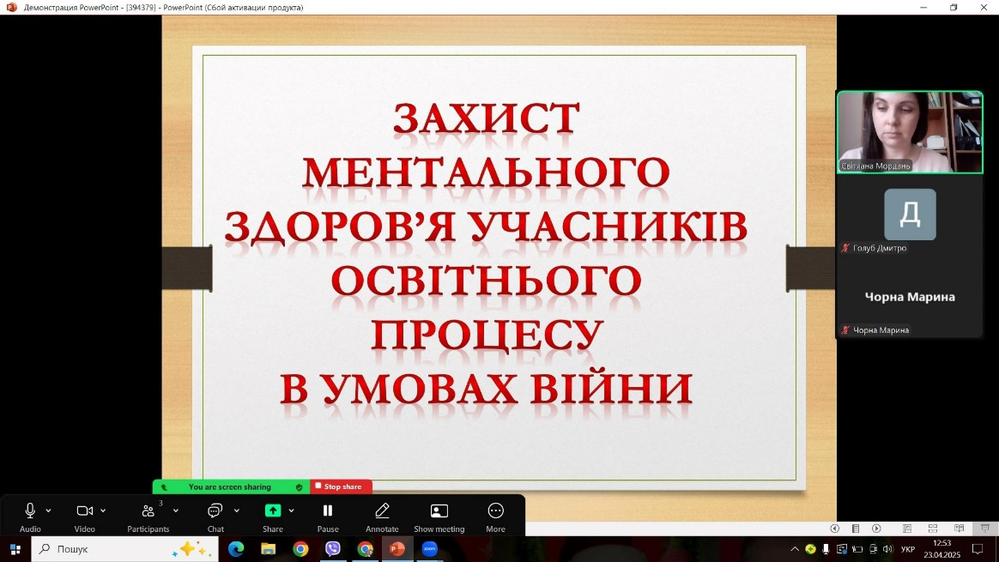 Демонстрация PowerPoint - [394379] - PowerPoint (Сбой активации продукта)
ЗАХИСТ
МЕНТАЛЬНОГО
ЗДОРОВ’Я УЧАСНИКІВ
ОСВІТНЬОГО
ПРОЦЕСУ
В УМОВАХ ВІЙНИ
Світлана Мордань
Д
Голуб Дмитро
Чорна Марина
Чорна Марина
You are screen sharing
Stop share
3
Audio Video Participants Chat Share Pause Annotate Show meeting More
Пошук
zoom
УКР
12:53
23.04.2025